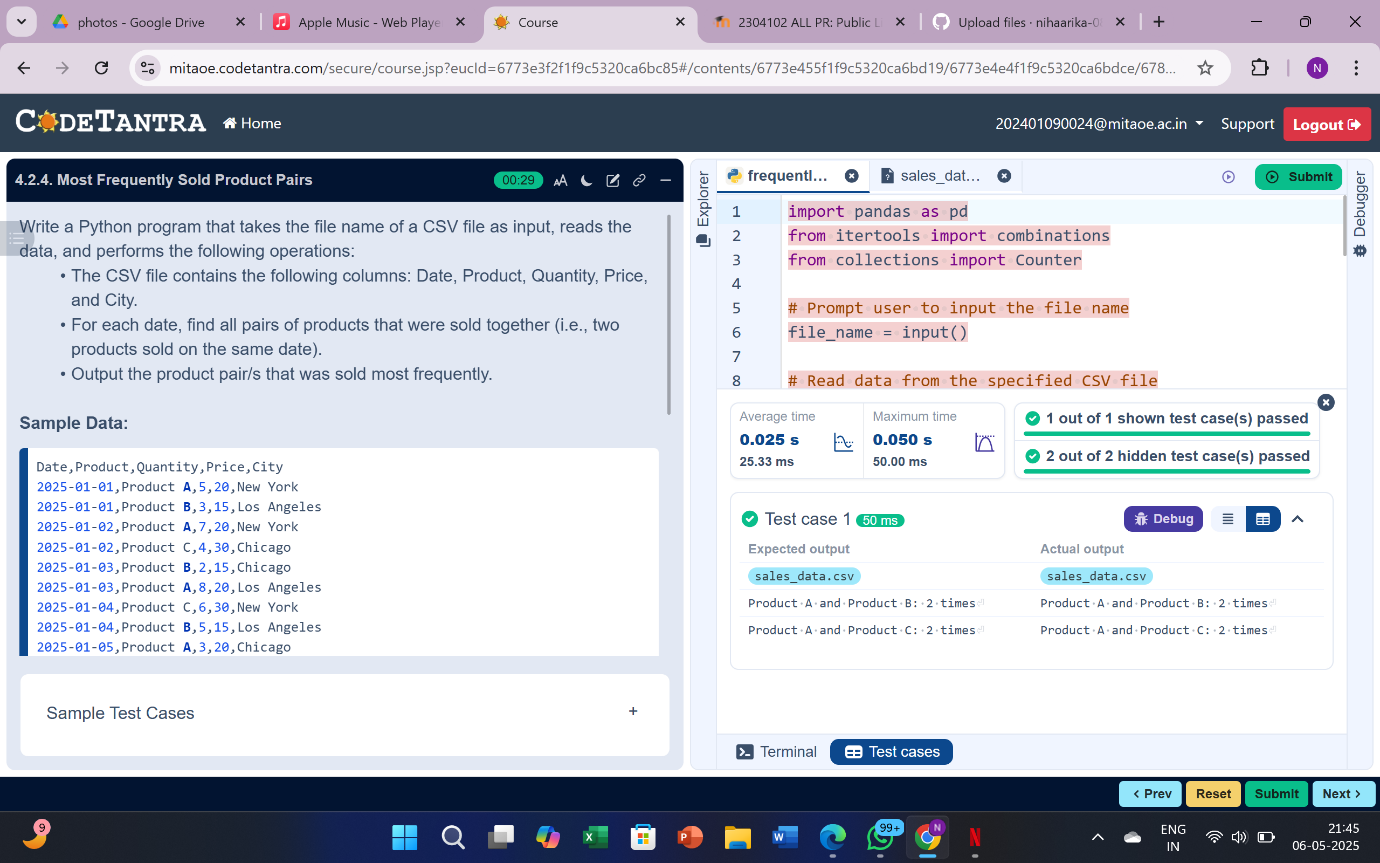 photos - Google Drive
Apple Music - Web Playe
Course
2304102 ALL PR: Public L
Upload files · nihaarika-0
mitaoe.codetantra.com/secure/course.jsp?eucId=6773e3f2f1f9c5320ca6bc85#/contents/6773e455f1f9c5320ca6bd19/6773e4e4f1f9c5320ca6bdce/678...
N
CODETANTRA
Home
202401090024@mitaoe.ac.in
Support
Logout
4.2.4. Most Frequently Sold Product Pairs
00:29
AA
Write a Python program that takes the file name of a CSV file as input, reads the
data, and performs the following operations:
• The CSV file contains the following columns: Date, Product, Quantity, Price,
and City.
• For each date, find all pairs of products that were sold together (i.e., two
products sold on the same date).
• Output the product pair/s that was sold most frequently.
Sample Data:
Date,Product,Quantity,Price,City
2025-01-01,Product A,5,20,New York
2025-01-01,Product B,3,15,Los Angeles
2025-01-02,Product A,7,20,New York
2025-01-02,Product C,4,30,Chicago
2025-01-03,Product B,2,15,Chicago
2025-01-03,Product A,8,20,Los Angeles
2025-01-04,Product C,6,30,New York
2025-01-04,Product B,5,15,Los Angeles
2025-01-05,Product A,3,20,Chicago
Sample Test Cases
+
Explorer
frequentl...
sales_dat...
Submit
Debugger
1 import pandas as pd
2 from itertools import combinations
3 from collections import Counter
4
5 # Prompt user to input the file name
6 file_name = input()
7
8 # Read data from the specified CSV file
Average time
0.025 s
25.33 ms
Maximum time
0.050 s
50.00 ms
1 out of 1 shown test case(s) passed
2 out of 2 hidden test case(s) passed
Test case 1 50 ms
Debug
Expected output
Actual output
sales_data.csv
sales_data.csv
Product·A·and·Product·B:·2·times
Product·A·and·Product·B:·2·times
Product·A·and·Product·C:·2·times
Product·A·and·Product·C:·2·times
Terminal
Test cases
< Prev
Reset
Submit
Next >
9
99+
N
ENG
IN
21:45
06-05-2025